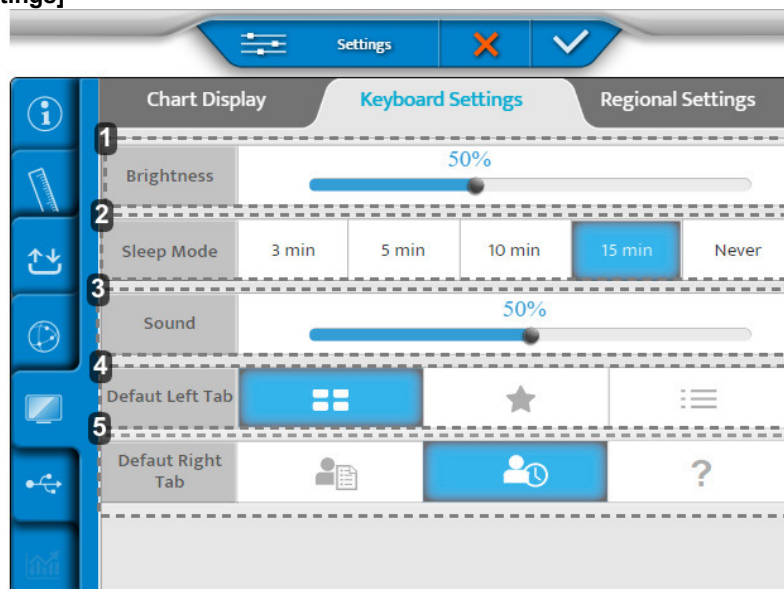 tings]
Settings
Chart Display
Keyboard Settings
Regional Settings
1
50%
Brightness
2
Sleep Mode
3 min
5 min
10 min
15 min
Never
3
50%
Sound
4
Defaut Left Tab
5
Defaut Right
Tab
?